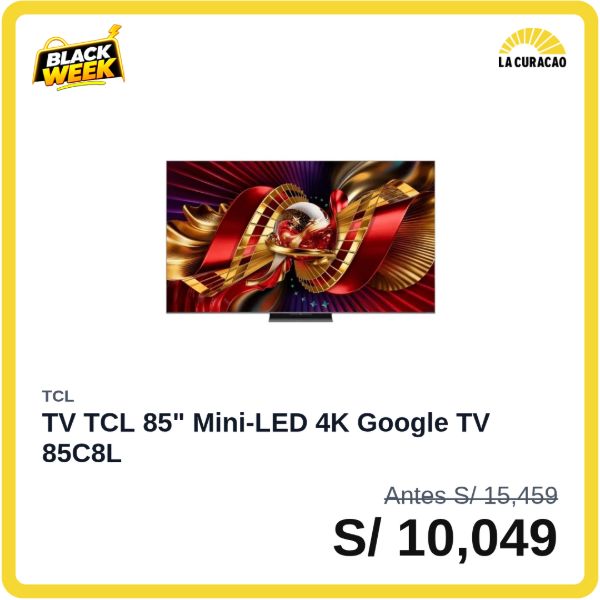 BLACK
WEEK
LA CURACAO
TCL
TV TCL 85" Mini-LED 4K Google TV
85C8L
Antes S/ 15,459
S/ 10,049